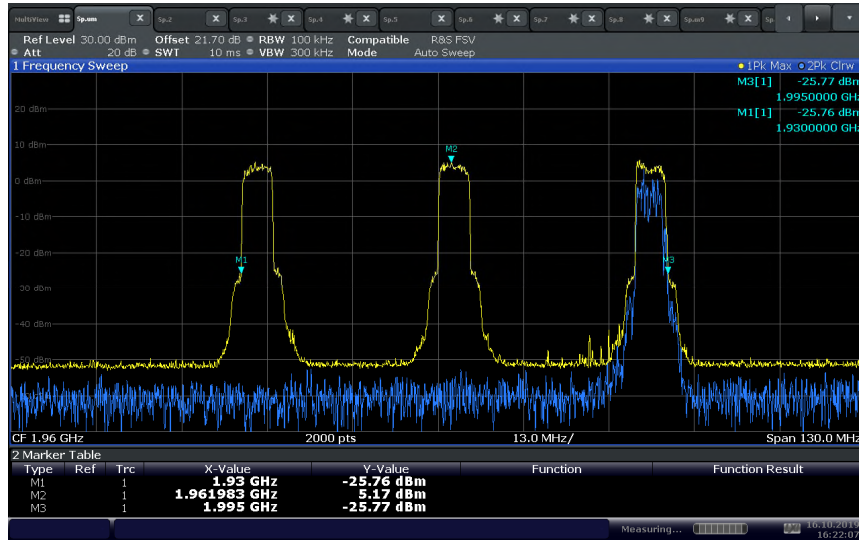 MultiView Sp.um X Sp.2 X Sp.3 X Sp.4 X Sp.5 X Sp.6 X Sp.7 X Sp.8 X Sp.um9 X Sp
Ref Level 30.00 dBm Offset 21.70 dB RBW 100 kHz Compatible R&S FSV
Att 20 dB SWT 10 ms VBW 300 kHz Mode Auto Sweep
1 Frequency Sweep 1Pk Max 2Pk Clrw
M3[1] -25.77 dBm
1.9950000 GHz
M1[1] -25.76 dBm
1.9300000 GHz
20 dBm
10 dBm
M2
0 dBm
-10 dBm
-20 dBm
M1
M3
-30 dBm
-40 dBm
-50 dBm
CF 1.96 GHz 2000 pts 13.0 MHz/ Span 130.0 MHz
2 Marker Table
Type Ref Trc X-Value Y-Value Function Function Result
M1 1 1.93 GHz -25.76 dBm
M2 1 1.961983 GHz 5.17 dBm
M3 1 1.995 GHz -25.77 dBm
Measuring... 16.10.2019
16:22:07